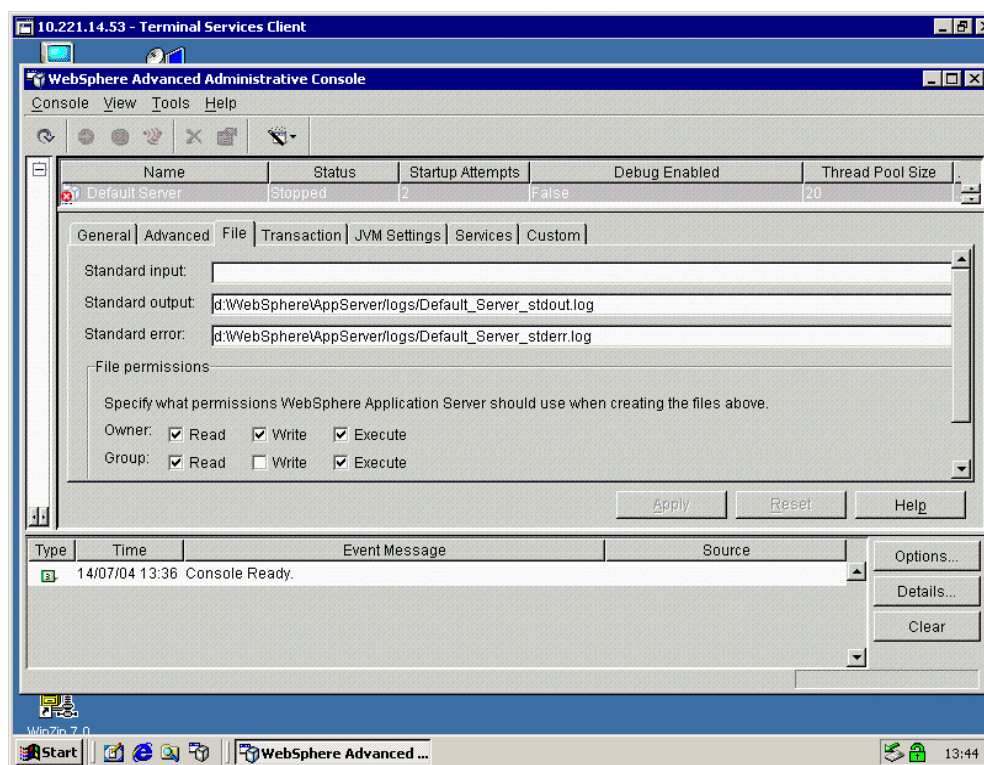 10.221.14.53 - Terminal Services Client
WebSphere Advanced Administrative Console
Console View Tools Help
Name Status Startup Attempts Debug Enabled Thread Pool Size .
Default Server Stopped 2 False 20
General Advanced File Transaction JVM Settings Services Custom
Standard input:
Standard output: d:\WebSphere\AppServer/logs/Default_Server_stdout.log
Standard error: d:\WebSphere\AppServer/logs/Default_Server_stderr.log
File permissions
Specify what permissions WebSphere Application Server should use when creating the files above.
Owner: Read Write Execute
Group: Read Write Execute
Apply Reset Help
Type Time Event Message Source
14/07/04 13:36 Console Ready.
Options...
Details...
Clear
WinZip 7.0
Start WebSphere Advanced ... 13:44